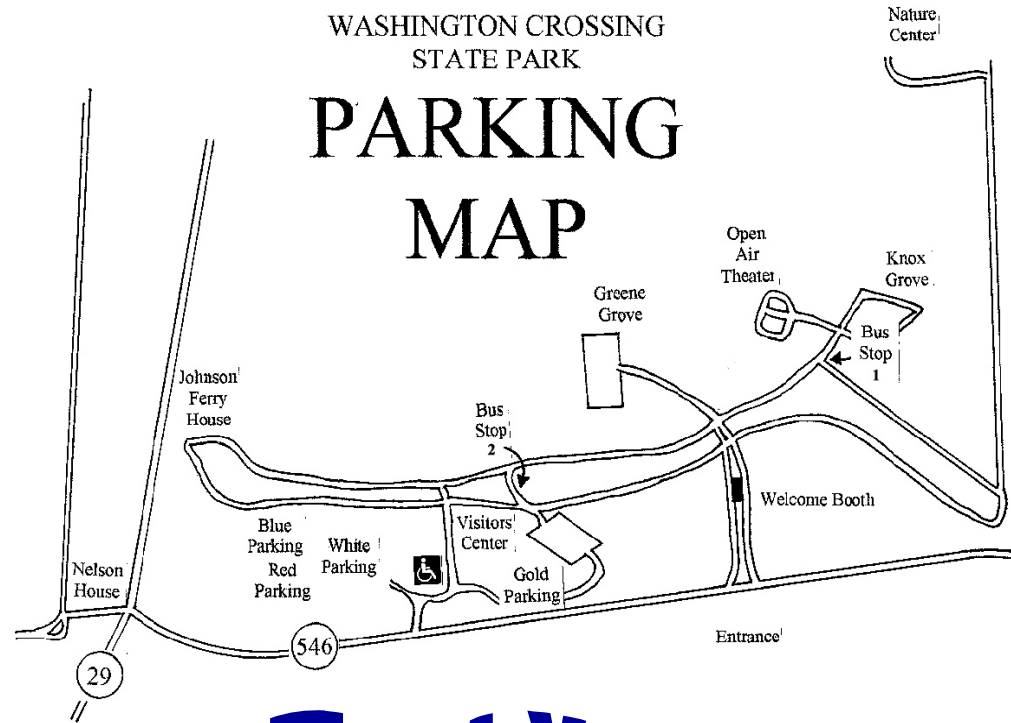 WASHINGTON CROSSING
STATE PARK
PARKING
MAP
Nature
Center
Open
Air
Theater
Knox
Grove
Greene
Grove
Bus
Stop
1
Johnson
Ferry
House
Bus
Stop
2
Welcome Booth
Blue
Parking
Red
Parking
White
Parking
Visitors
Center
Gold
Parking
Nelson
House
Entrance
546
29